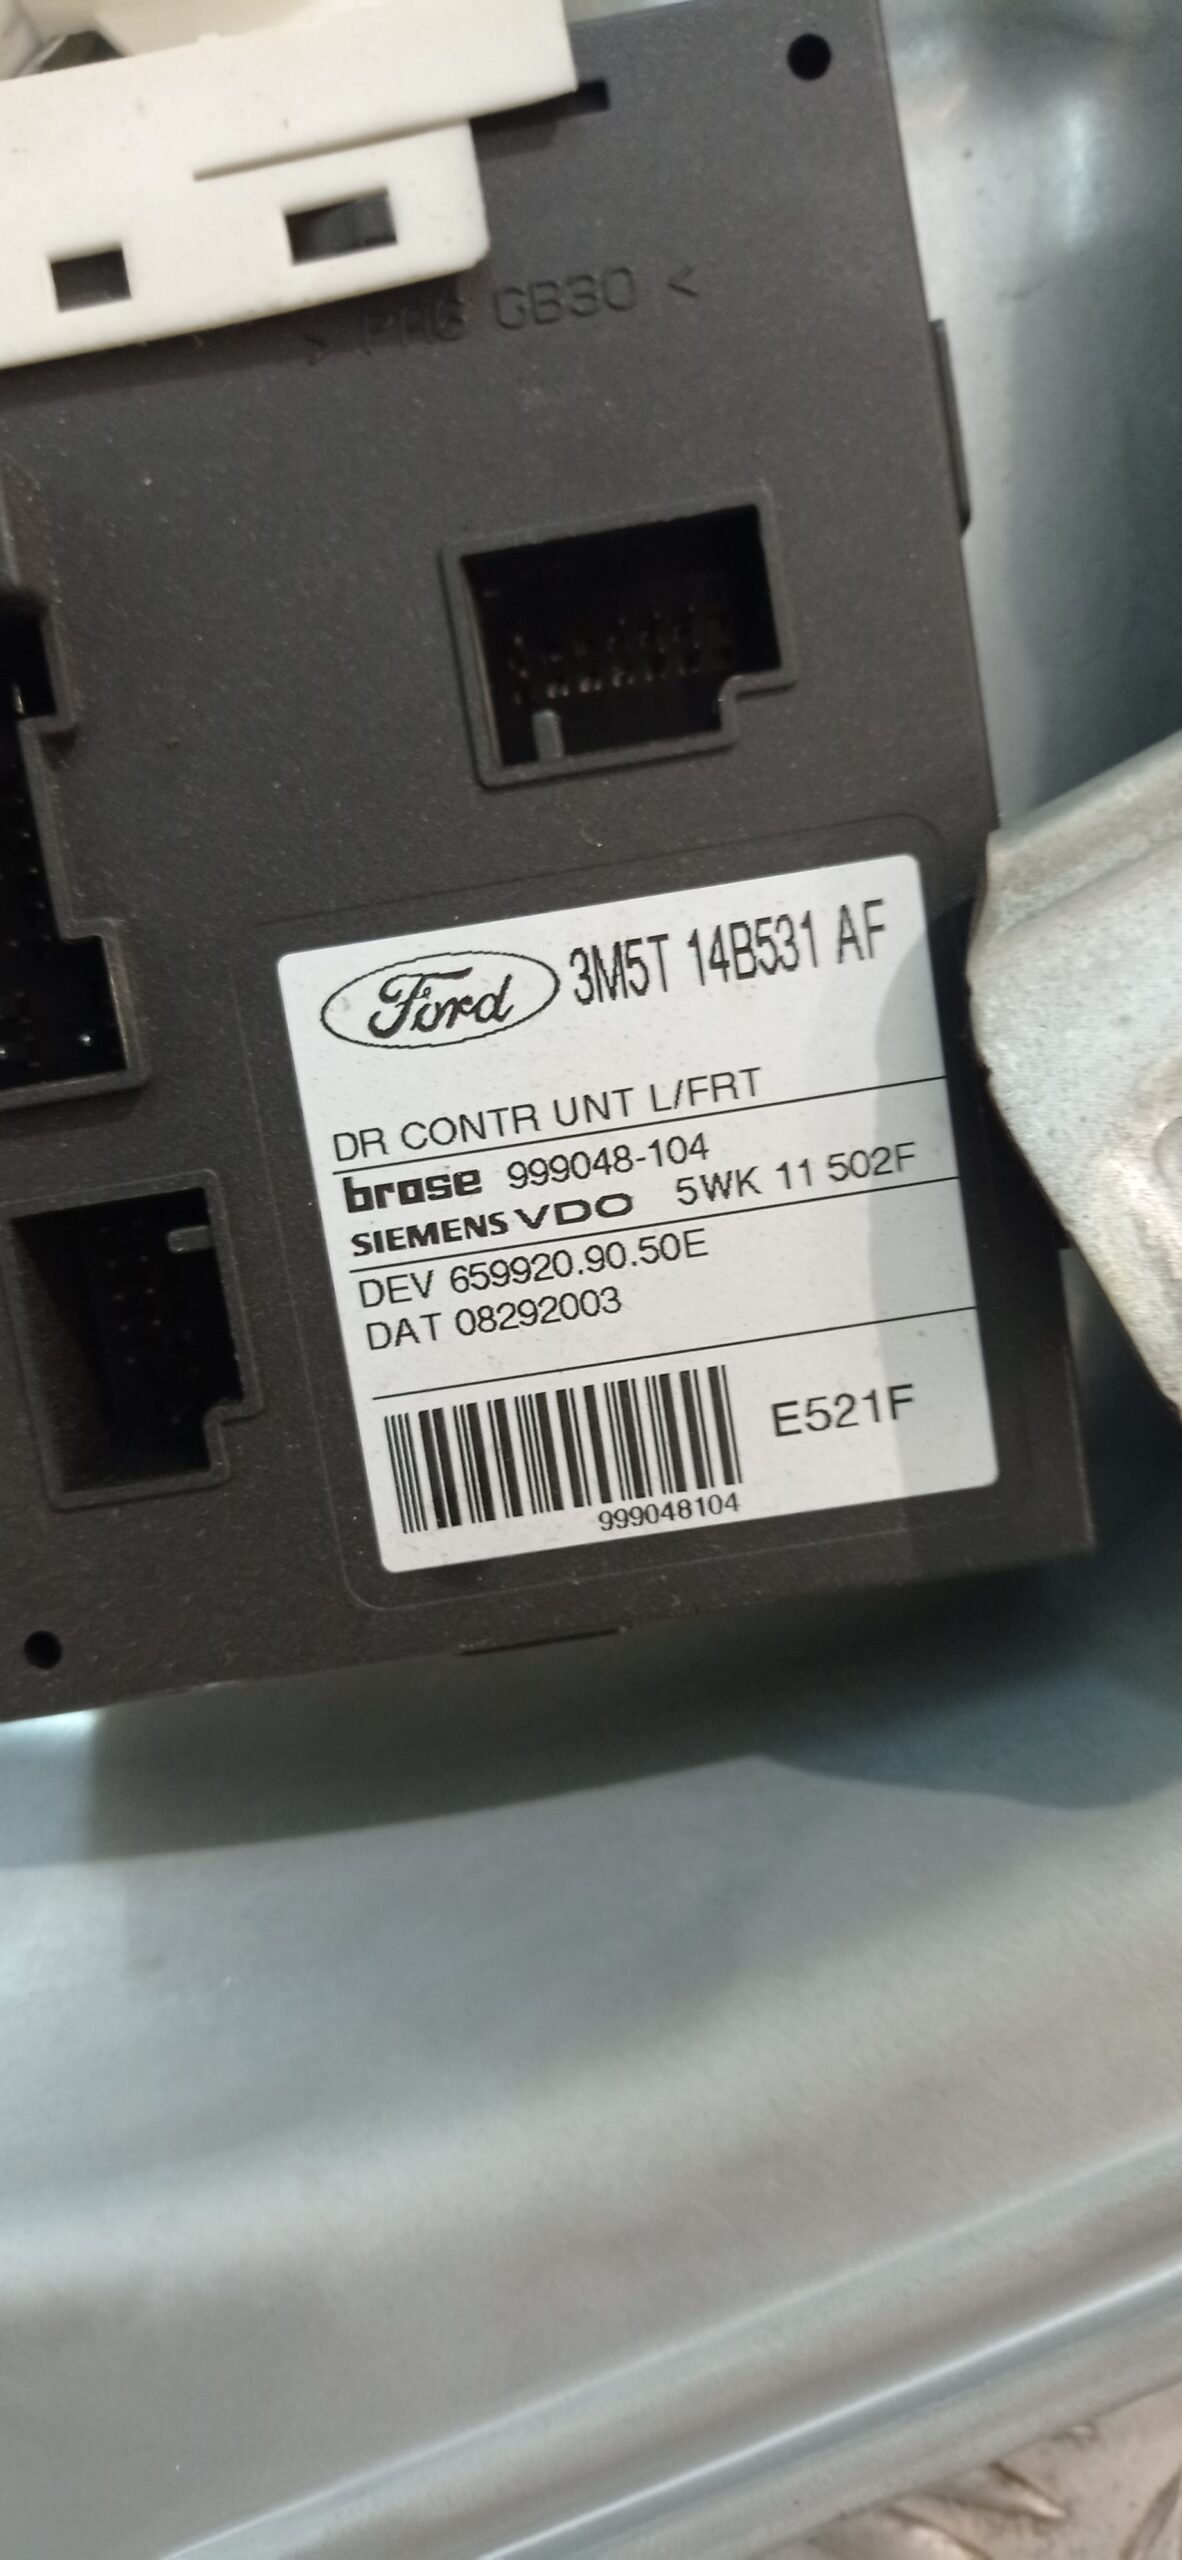 > PAG GB30 <
Ford 3M5T 14B531 AF
DR CONTR UNT L/FRT
brose 999048-104
SIEMENS VDO 5WK 11 502F
DEV 659920.90.50E
DAT 08292003
E521F
999048104